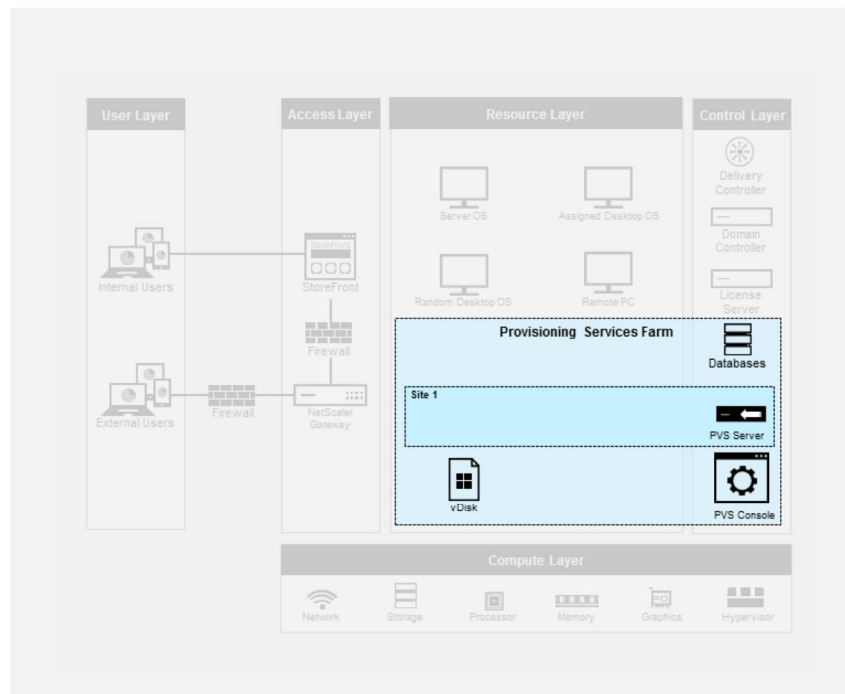 User Layer
Access Layer
Resource Layer
Control Layer
Delivery
Controller
Server OS
Assigned Desktop OS
Domain
Controller
StoreFront
Internal Users
StoreFront
Random Desktop OS
Remote PC
License
Server
Firewall
Provisioning Services Farm
Databases
Site 1
External Users
Firewall
NetScaler
Gateway
PVS Server
vDisk
PVS Console
Compute Layer
Network
Storage
Processor
Memory
Graphics
Hypervisor